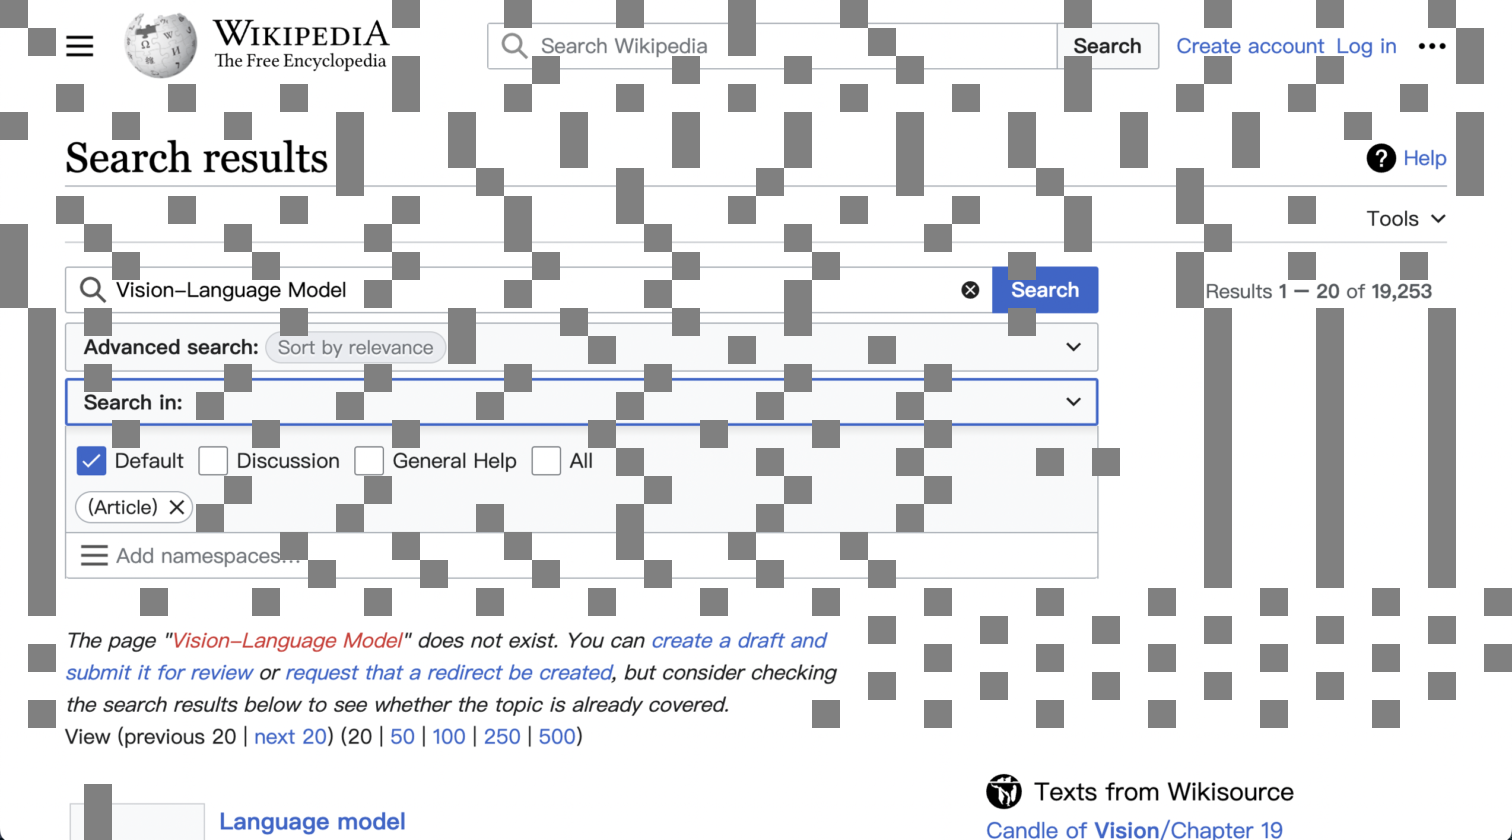 WIKIPEDIA
The Free Encyclopedia
Search Wikipedia
Search
Create account Log in
Search results
Help
Tools
Vision–Language Model
Search
Results 1 – 20 of 19,253
Advanced search: Sort by relevance
Search in:
Default Discussion General Help All
(Article)
Add namespaces...
The page "Vision–Language Model" does not exist. You can create a draft and
submit it for review or request that a redirect be created, but consider checking
the search results below to see whether the topic is already covered.
View (previous 20 | next 20) (20 | 50 | 100 | 250 | 500)
Language model
Texts from Wikisource
Candle of Vision/Chapter 19